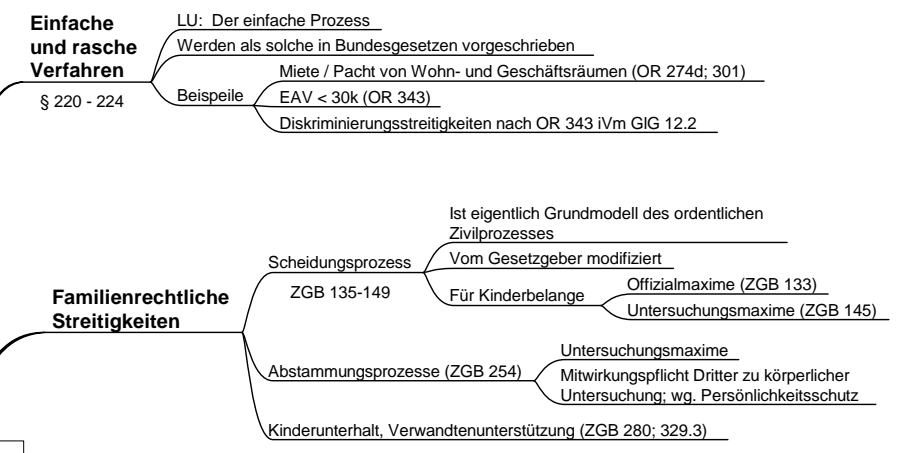 Einfache
und rasche
Verfahren
§ 220 - 224
LU:  Der einfache Prozess
Werden als solche in Bundesgesetzen vorgeschrieben
Beispeile
Miete / Pacht von Wohn- und Geschäftsräumen (OR 274d; 301)
EAV < 30k (OR 343)
Diskriminierungsstreitigkeiten nach OR 343 iVm GIG 12.2
Familienrechtliche
Streitigkeiten
Scheidungsprozess
ZGB 135-149
Ist eigentlich Grundmodell des ordentlichen
Zivilprozesses
Vom Gesetzgeber modifiziert
Für Kinderbelange
Offizialmaxime (ZGB 133)
Untersuchungsmaxime (ZGB 145)
Abstammungsprozesse (ZGB 254)
Untersuchungsmaxime
Mitwirkungspflicht Dritter zu körperlicher
Untersuchung; wg. Persönlichkeitsschutz
Kinderunterhalt, Verwandtenunterstützung (ZGB 280; 329.3)